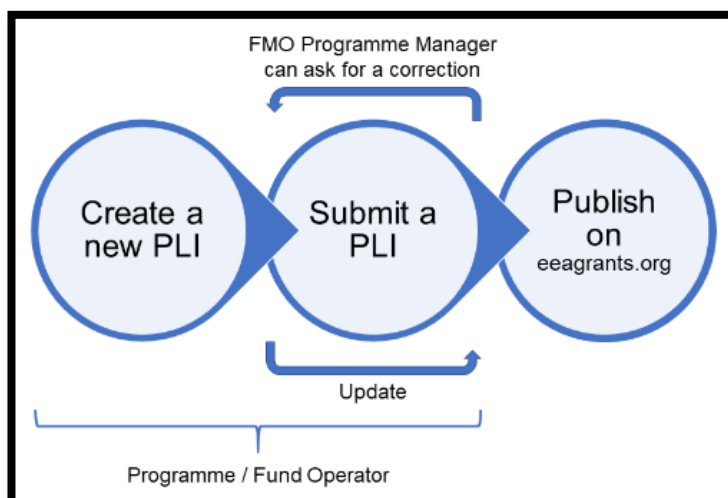 FMO Programme Manager
can ask for a correction
Create a
new PLI
Submit a
PLI
Publish
on
eeagrants.org
Update
Programme / Fund Operator